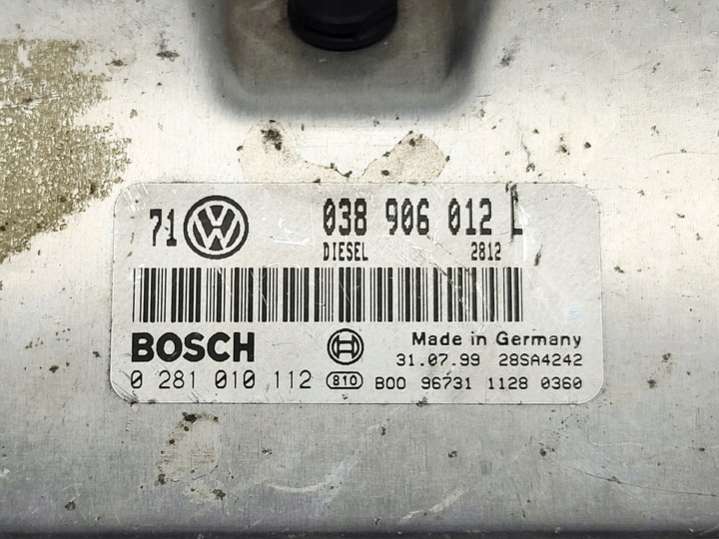 71 VW 038 906 012 L
DIESEL 2812
BOSCH Made in Germany
31.07.99 28SA4242
0 281 010 112 810 B00 96731 1128 0360